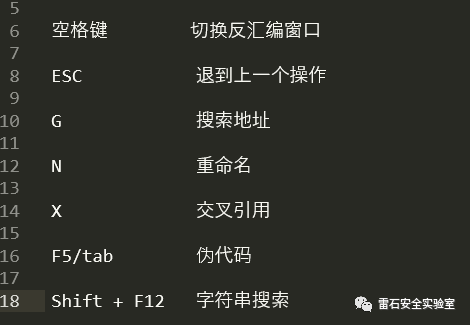 5
6 空格键 切换反汇编窗口
7
8 ESC 退到上一个操作
9
10 G 搜索地址
11
12 N 重命名
13
14 X 交叉引用
15
16 F5/tab 伪代码
17
18 Shift + F12 字符串搜索
雷石安全实验室